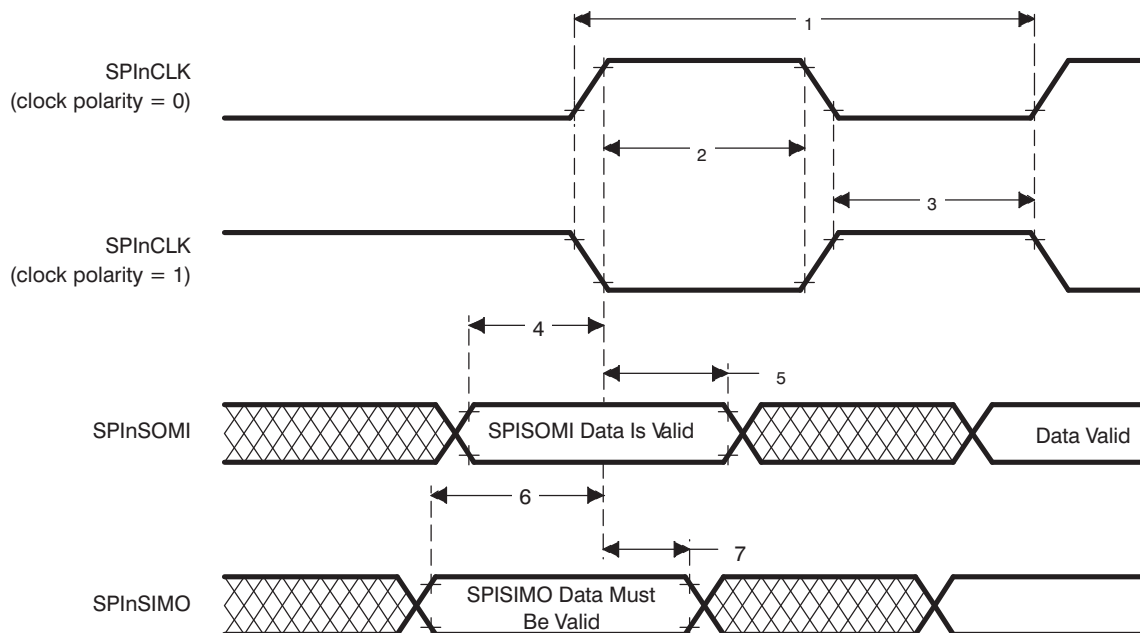 1
SPInCLK
(clock polarity = 0)
2
3
SPInCLK
(clock polarity = 1)
4
5
SPInSOMI
SPISOMI Data Is Valid
Data Valid
6
7
SPInSIMO
SPISIMO Data Must
Be Valid